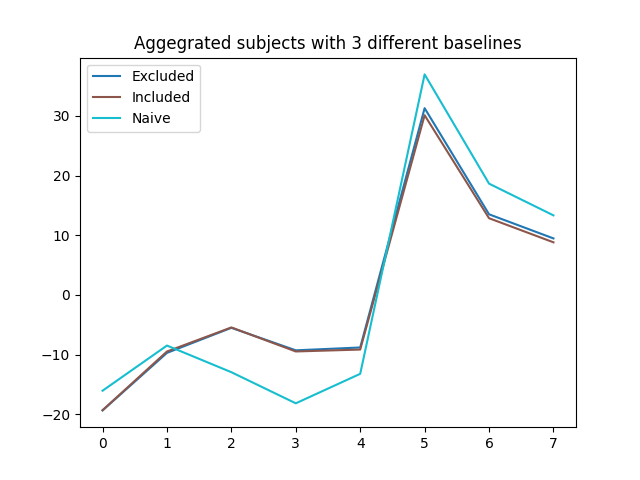 Aggegrated subjects with 3 different baselines
Excluded
Included
Naive
30
20
10
0
−10
−20
0 1 2 3 4 5 6 7